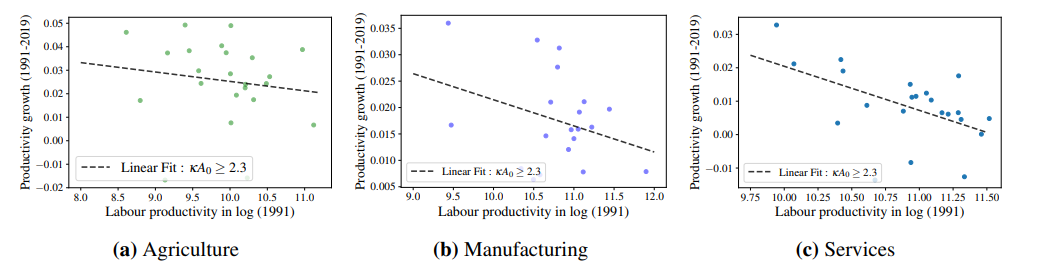 Productivity growth (1991-2019)
0.05
0.04
0.03
0.02
0.01
0.00
−0.01
−0.02
Linear Fit : κA₀ ≥ 2.3
8.0 8.5 9.0 9.5 10.0 10.5 11.0
Labour productivity in log (1991)
(a) Agriculture
Productivity growth (1991-2019)
0.035
0.030
0.025
0.020
0.015
0.010
0.005
Linear Fit : κA₀ ≥ 2.3
9.0 9.5 10.0 10.5 11.0 11.5 12.0
Labour productivity in log (1991)
(b) Manufacturing
Productivity growth (1991-2019)
0.03
0.02
0.01
0.00
−0.01
Linear Fit : κA₀ ≥ 2.3
9.75 10.00 10.25 10.50 10.75 11.00 11.25 11.50
Labour productivity in log (1991)
(c) Services